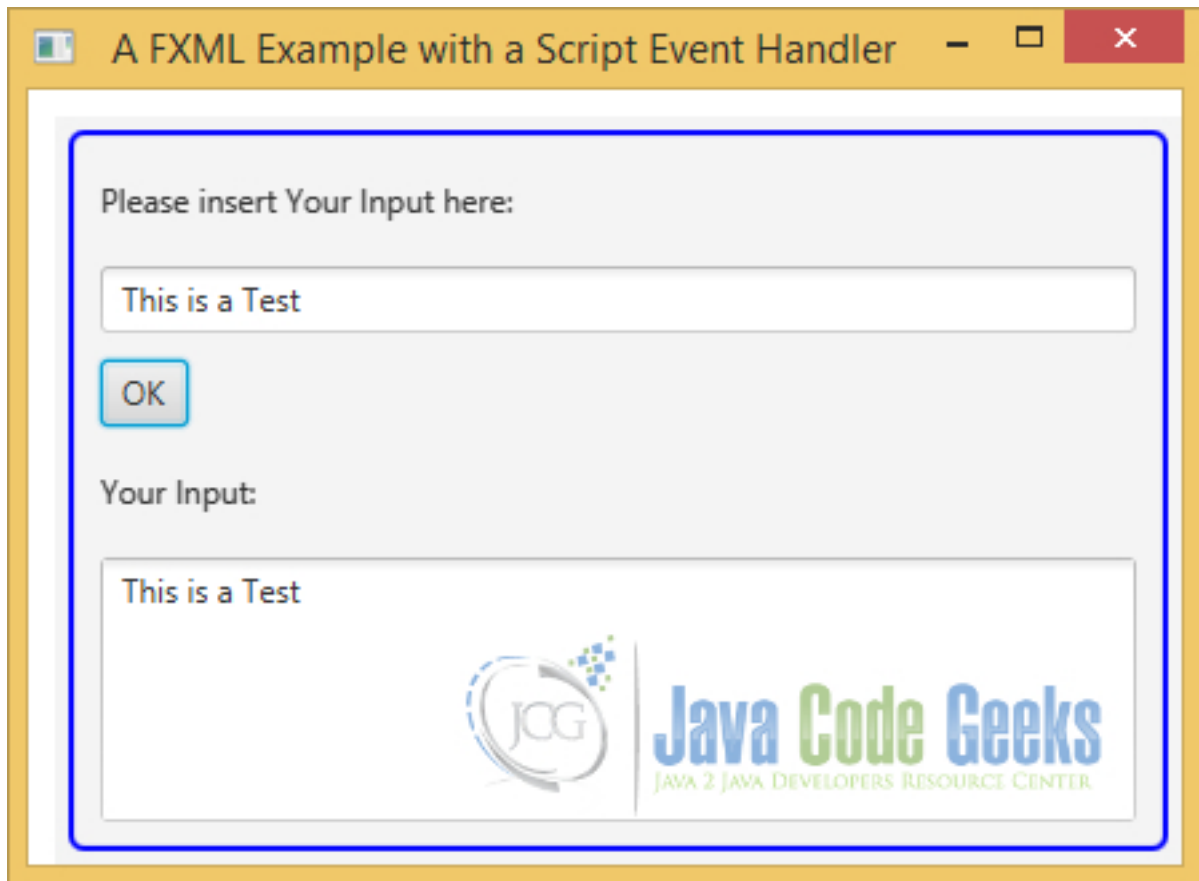 A FXML Example with a Script Event Handler
Please insert Your Input here:
This is a Test
OK
Your Input:
This is a Test
JCG
Java Code Geeks
JAVA 2 JAVA DEVELOPERS RESOURCE CENTER